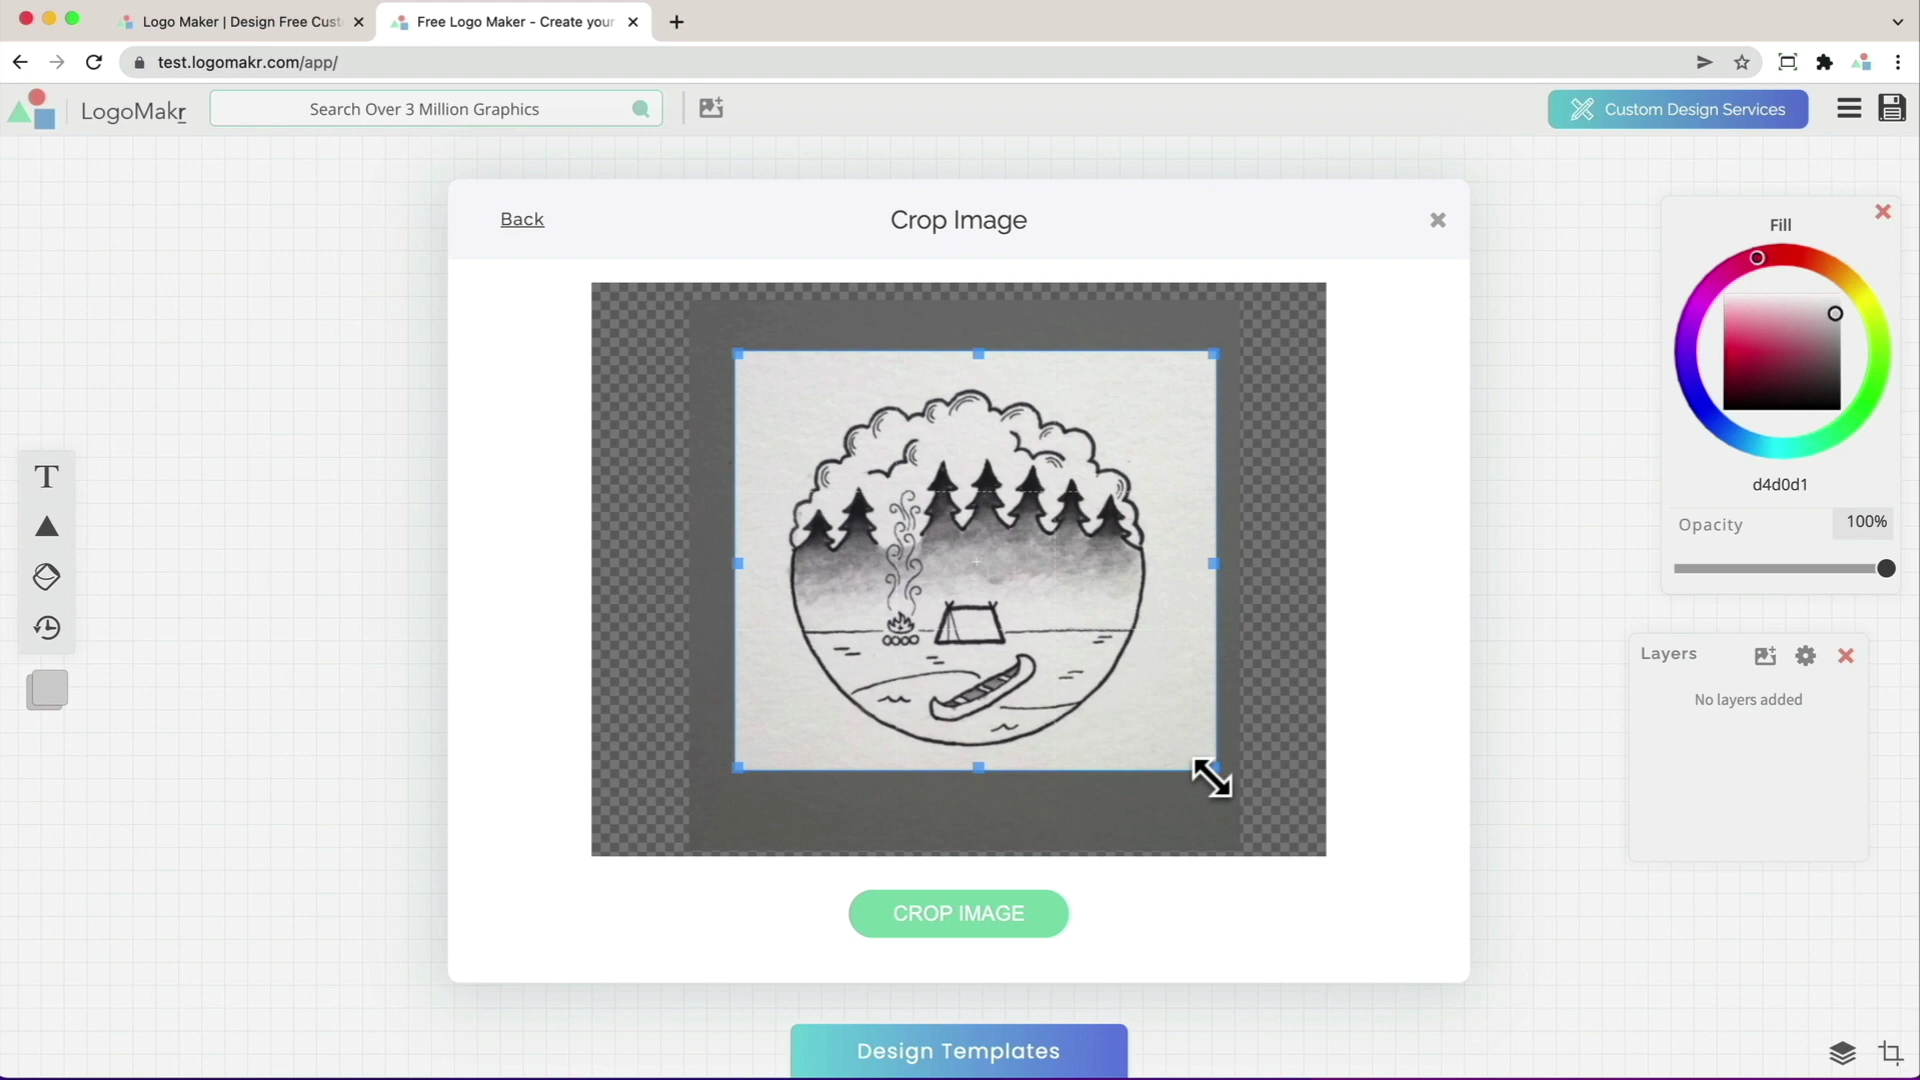 Logo Maker | Design Free Cust
Free Logo Maker - Create your
test.logomakr.com/app/
LogoMakr
Search Over 3 Million Graphics
Custom Design Services
Back
Crop Image
Fill
d4d0d1
Opacity
100%
T
Layers
No layers added
CROP IMAGE
Design Templates